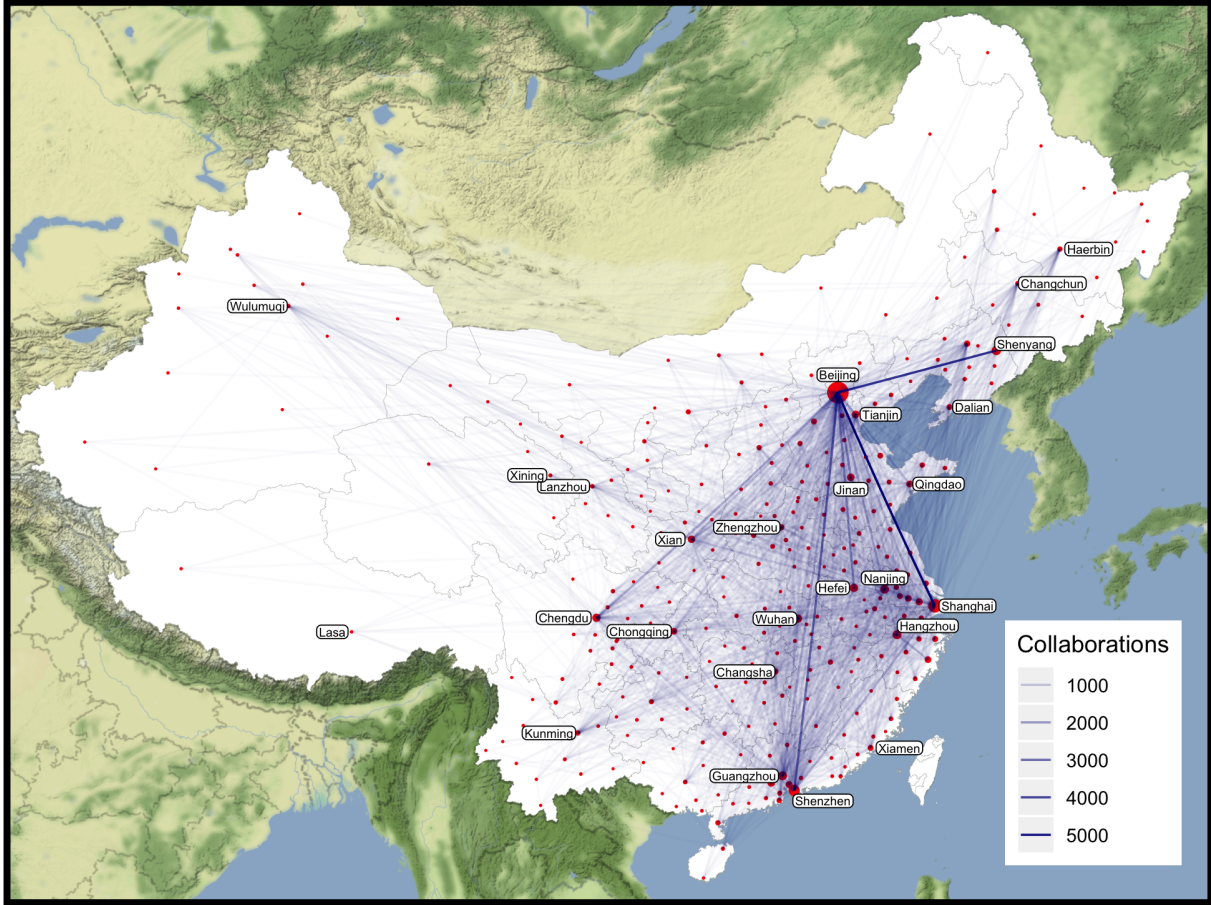 Haerbin
Changchun
Wulumuqi
Shenyang
Beijing
Dalian
Tianjin
Xining
Lanzhou
Jinan
Qingdao
Zhengzhou
Xian
Nanjing
Hefei
Shanghai
Chengdu
Wuhan
Hangzhou
Lasa
Chongqing
Changsha
Kunming
Xiamen
Guangzhou
Shenzhen
Collaborations
1000
2000
3000
4000
5000